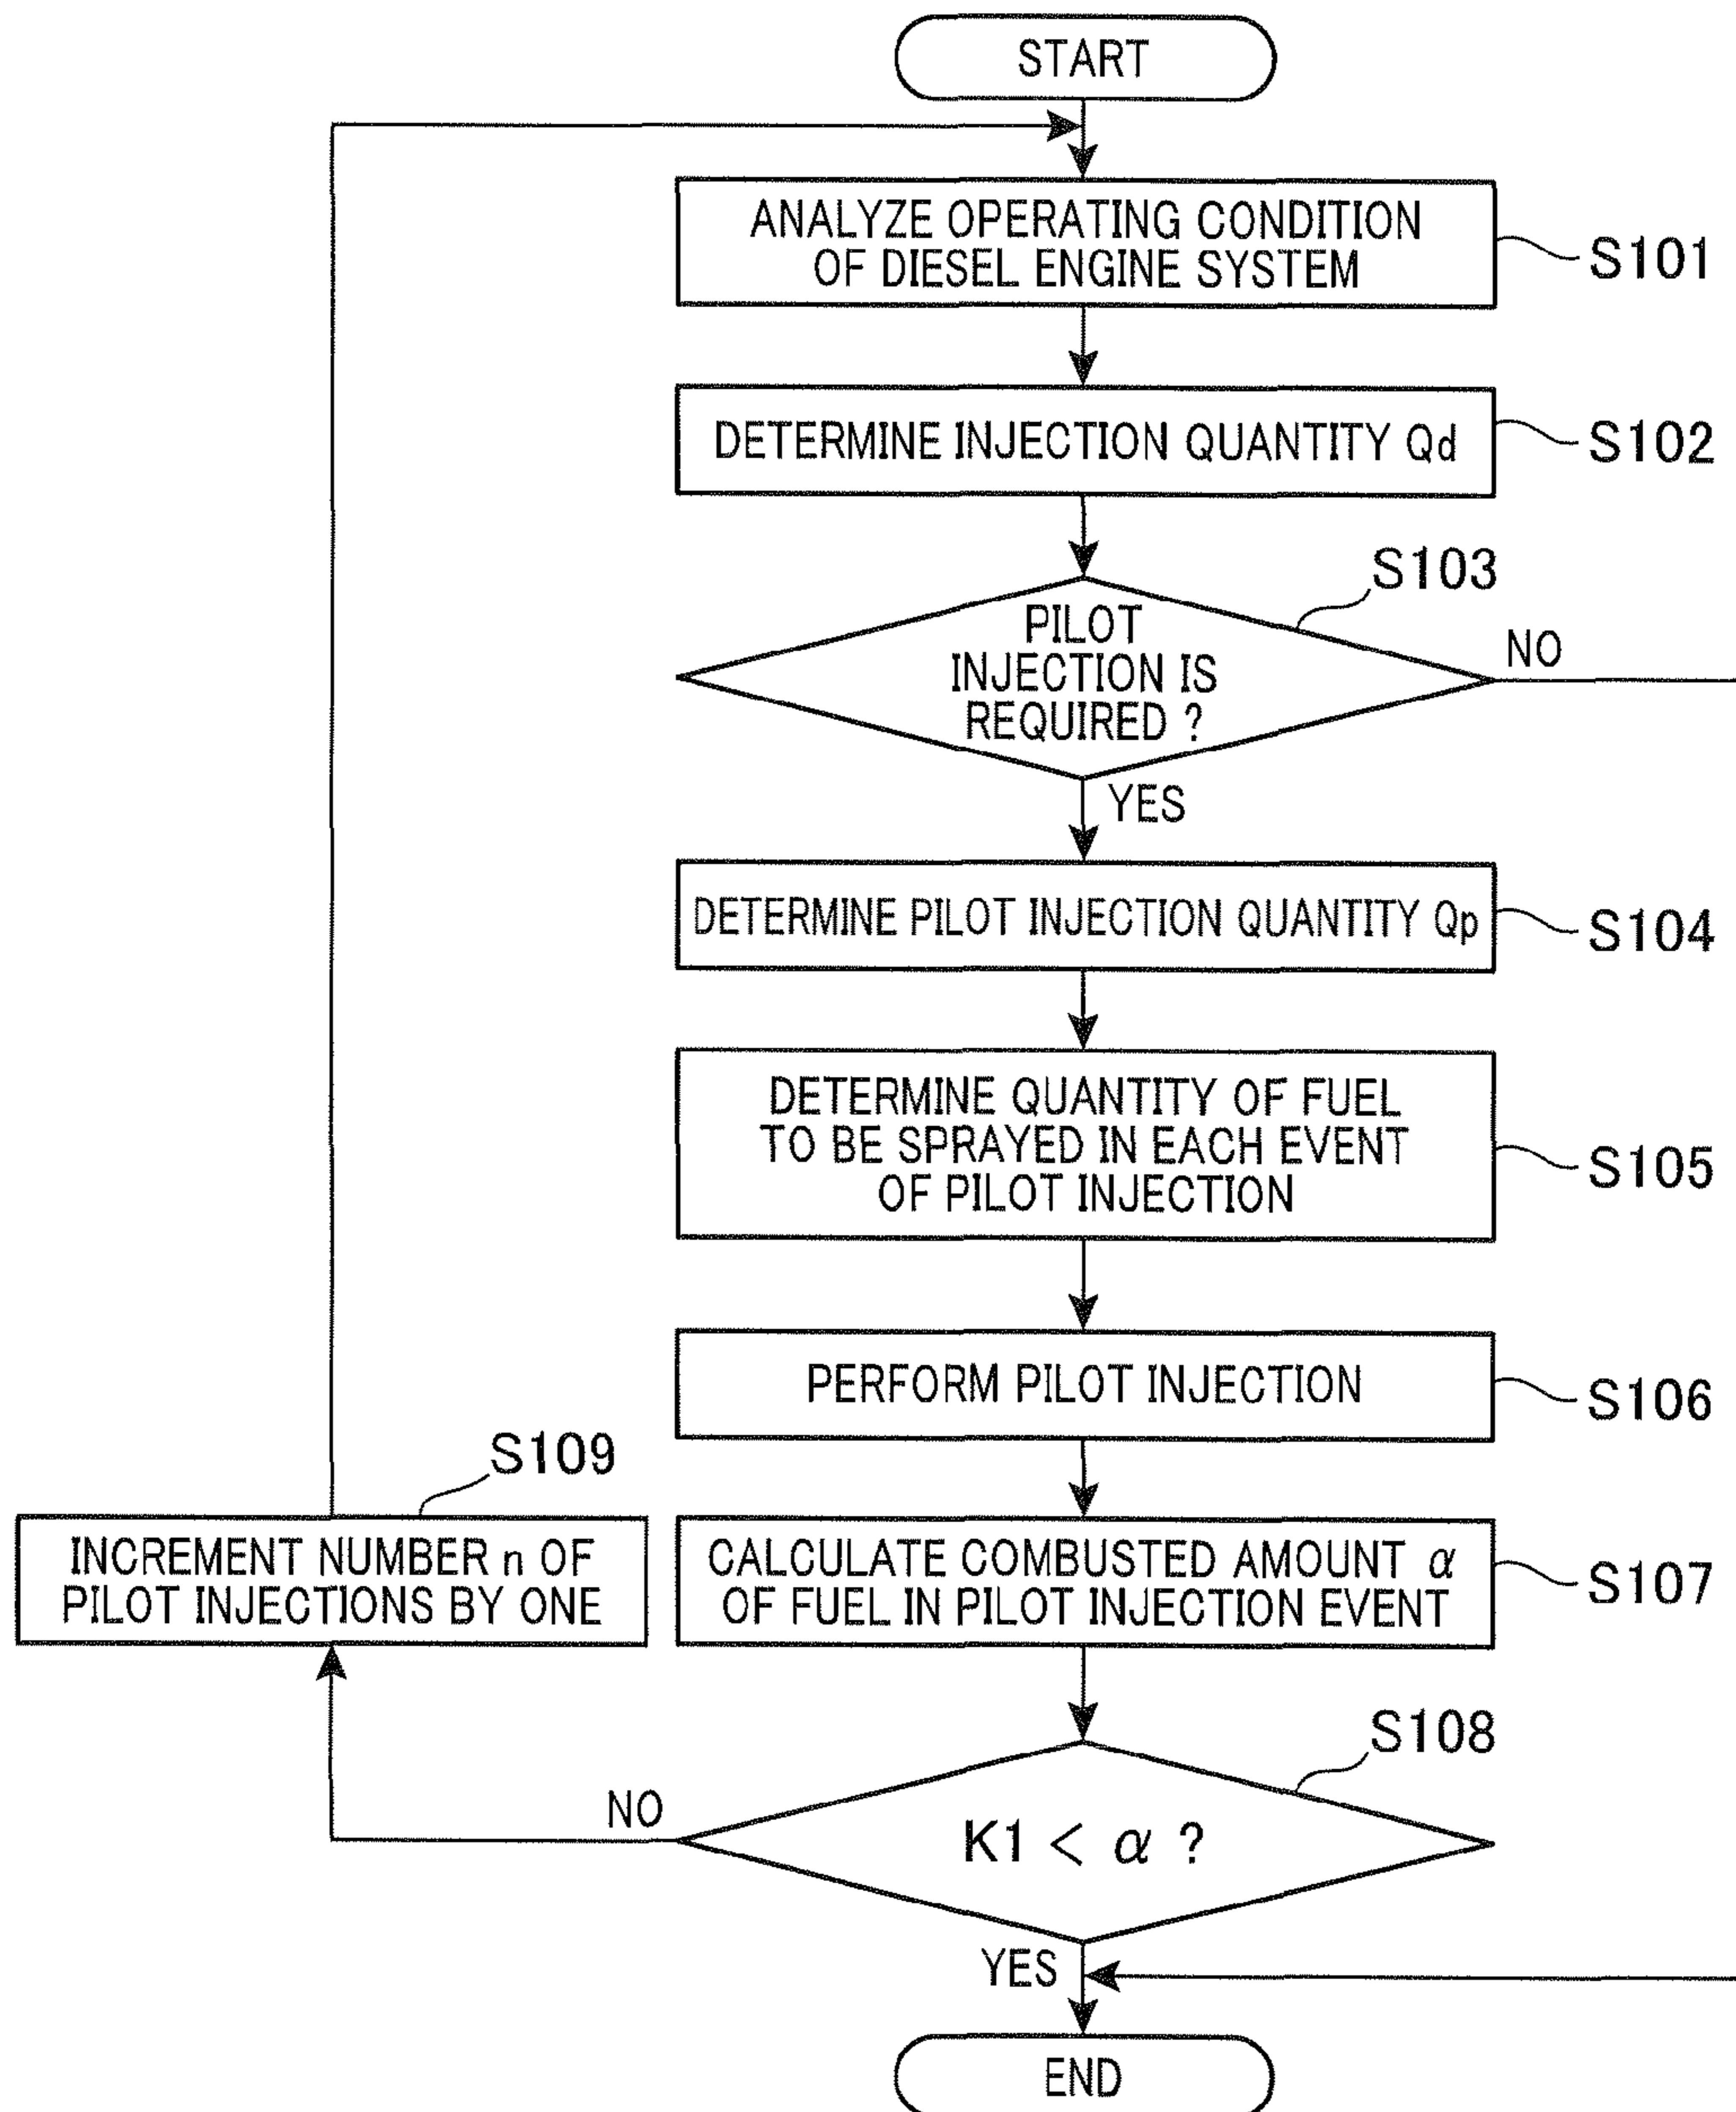 START
ANALYZE OPERATING CONDITION
OF DIESEL ENGINE SYSTEM
S101
DETERMINE INJECTION QUANTITY Qd
S102
S103
PILOT
INJECTION IS
REQUIRED ?
NO
YES
DETERMINE PILOT INJECTION QUANTITY Qp
S104
DETERMINE QUANTITY OF FUEL
TO BE SPRAYED IN EACH EVENT
OF PILOT INJECTION
S105
PERFORM PILOT INJECTION
S106
S109
INCREMENT NUMBER n OF
PILOT INJECTIONS BY ONE
CALCULATE COMBUSTED AMOUNT α
OF FUEL IN PILOT INJECTION EVENT
S107
S108
NO
K1 < α ?
YES
END